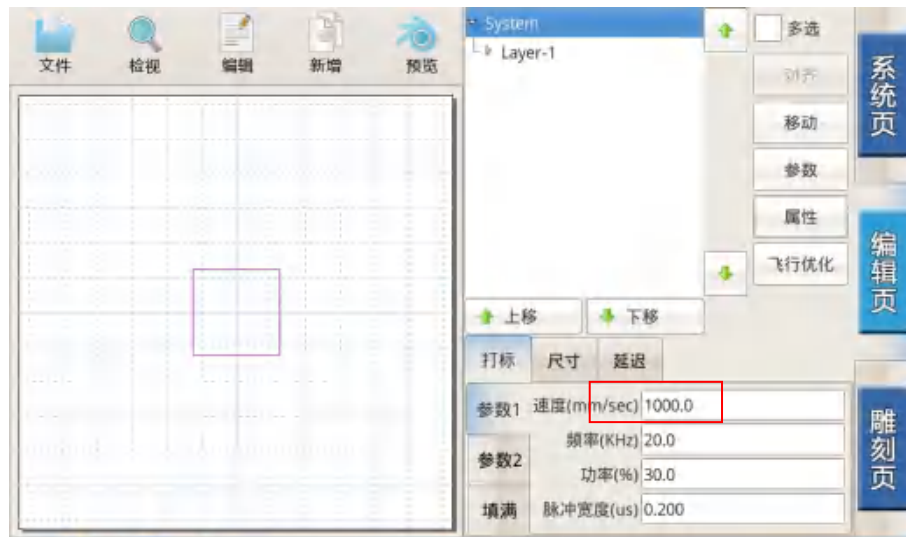 文件 检视 编辑 新增 预览
System
Layer-1
多选
对齐
移动
参数
属性
飞行优化
上移 下移
打标 尺寸 延迟
参数1 速度(mm/sec) 1000.0
频率(KHz) 20.0
参数2
功率(%) 30.0
填满 脉冲宽度(us) 0.200
系统页
编辑页
雕刻页